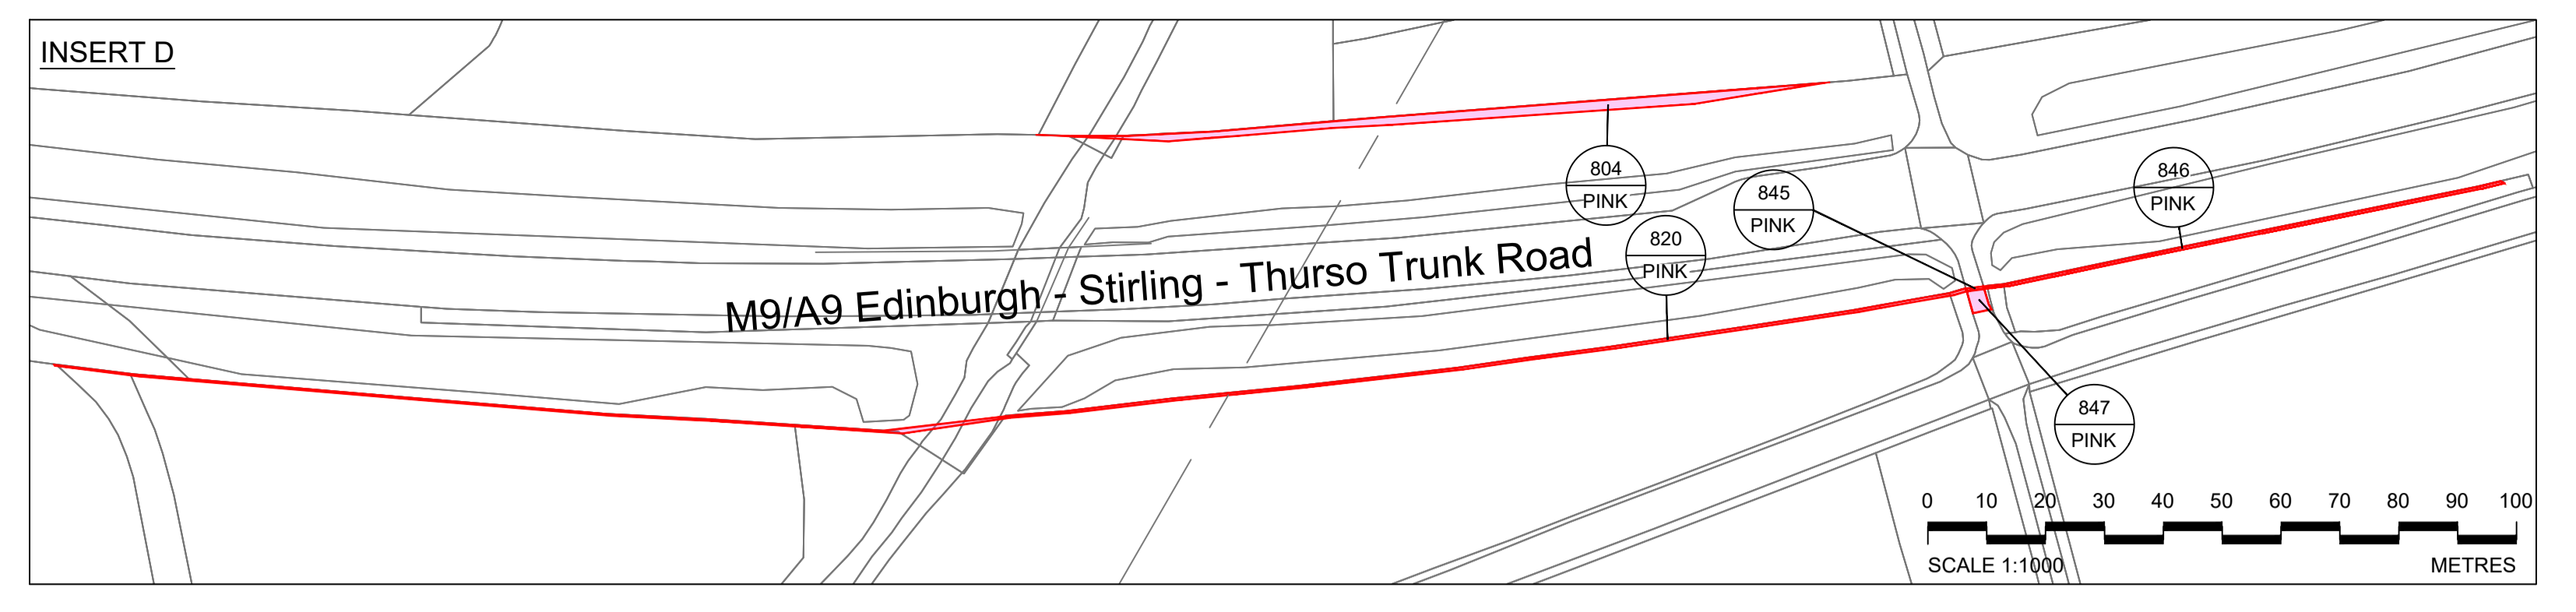 INSERT D
804
PINK
845
PINK
846
PINK
820
PINK
M9/A9 Edinburgh - Stirling - Thurso Trunk Road
847
PINK
0 10 20 30 40 50 60 70 80 90 100
SCALE 1:1000 METRES